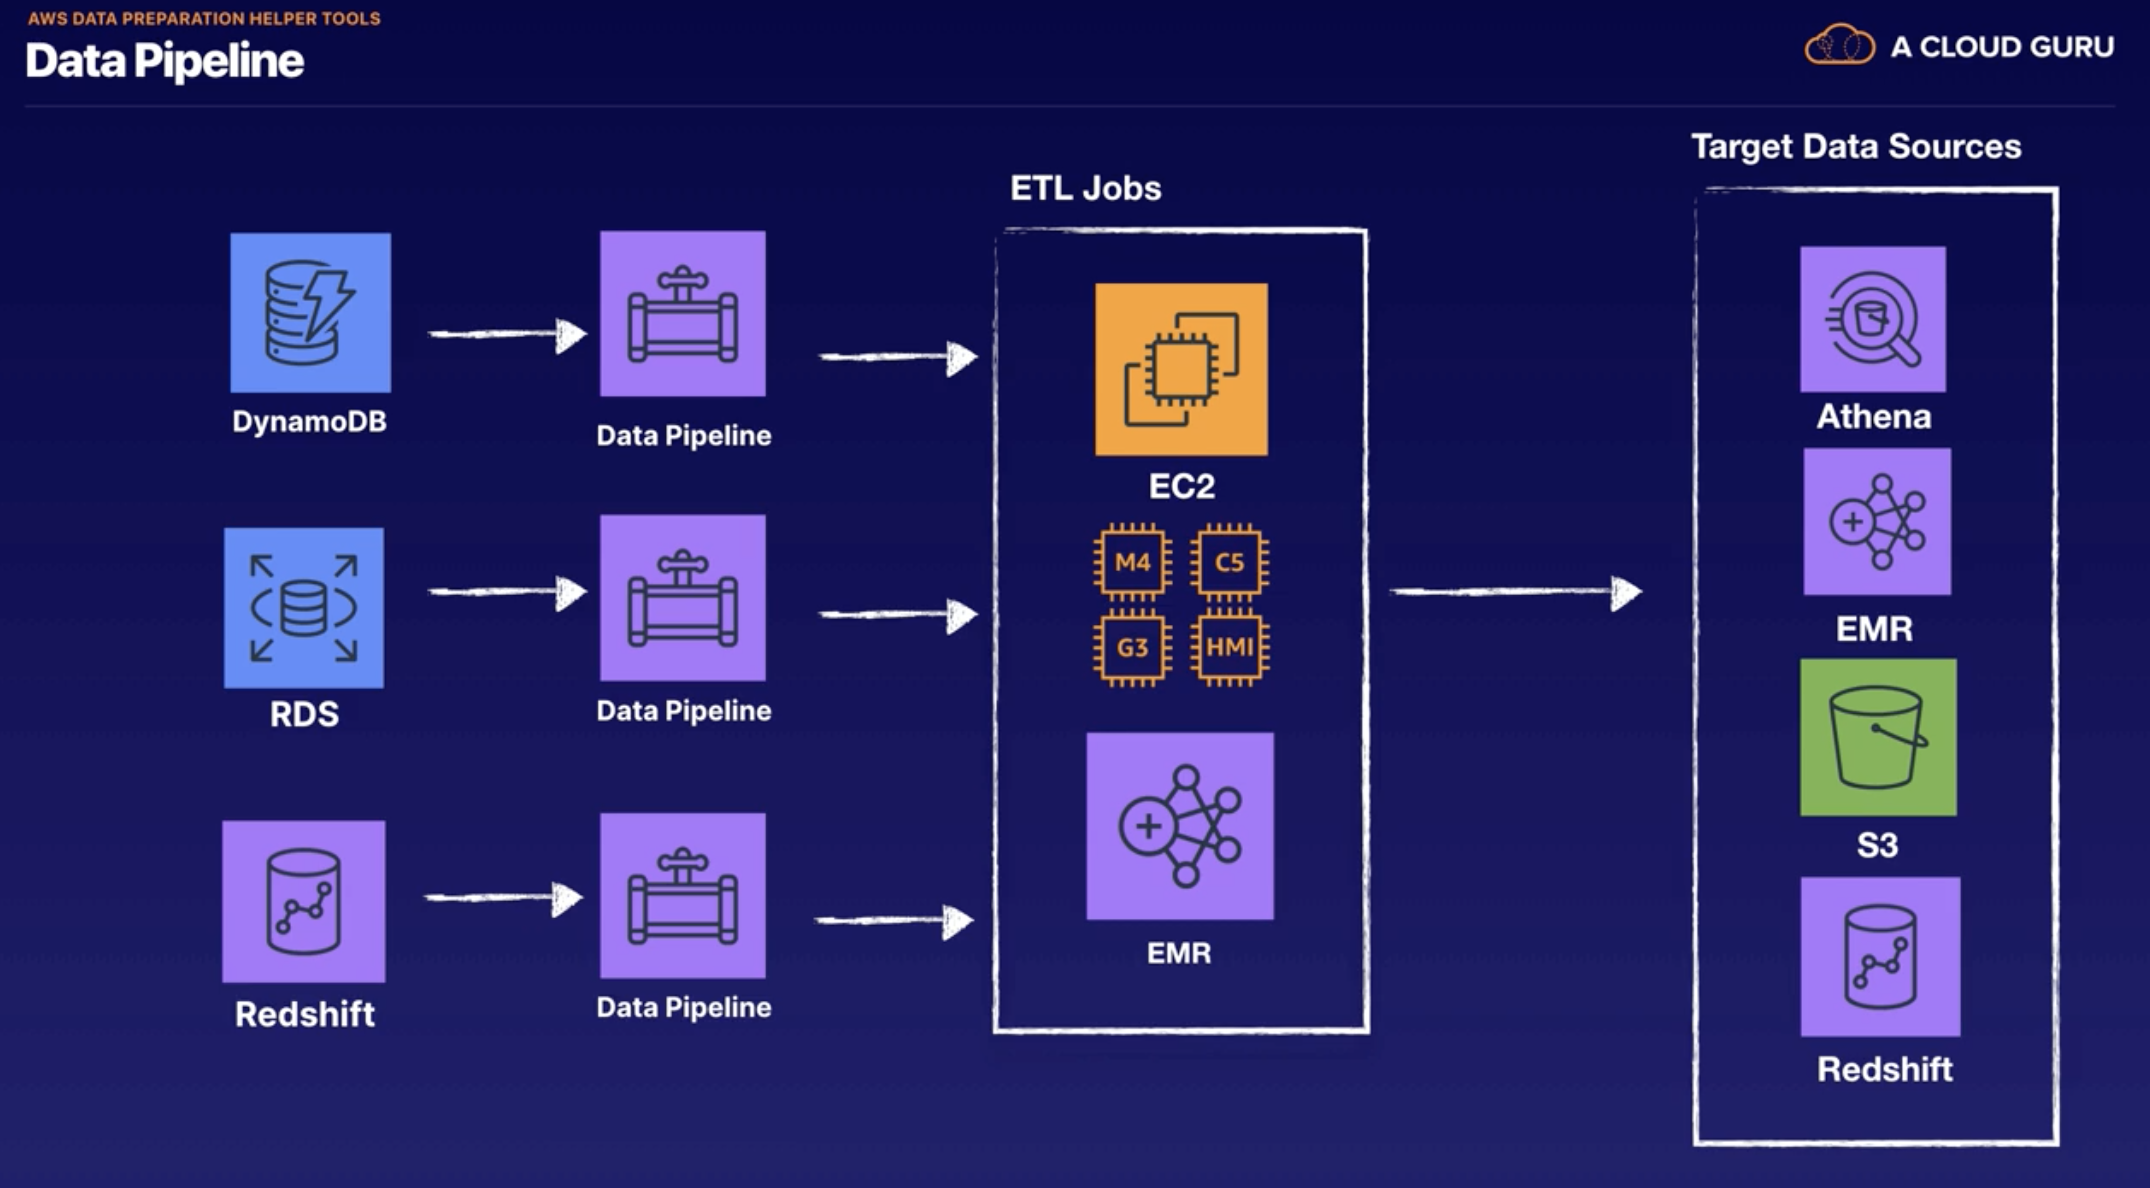 AWS DATA PREPARATION HELPER TOOLS
Data Pipeline
A CLOUD GURU
DynamoDB
Data Pipeline
RDS
Data Pipeline
Redshift
Data Pipeline
ETL Jobs
EC2
M4 C5
G3 HMI
EMR
Target Data Sources
Athena
EMR
S3
Redshift